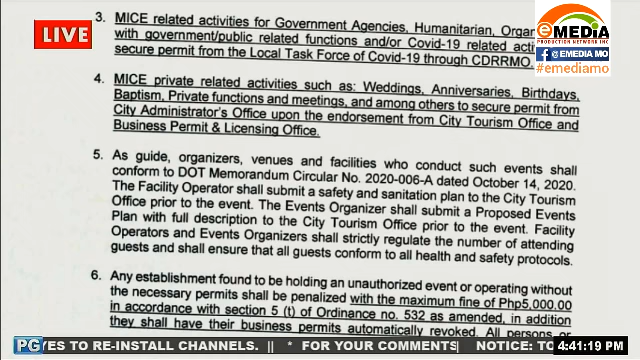 LIVE
eMEDIA
PRODUCTION NETWORK INC
@EMEDIA MO
#emediamo
3. MICE related activities for Government Agencies, Humanitarian,
with government/public related functions and/or Covid-19 related
secure permit from the Local Task Force of Covid-19 through CDRRMO.
4. MICE private related activities such as: Weddings, Anniversaries, Birthdays,
Baptism, Private functions and meetings, and among others to secure permit from
City Administrator's Office upon the endorsement from City Tourism Office and
Business Permit & Licensing Office.
5. As guide, organizers, venues and facilities who conduct such events shall
conform to DOT Memorandum Circular No. 2020-006-A dated October 14, 2020.
The Facility Operator shall submit a safety and sanitation plan to the City Tourism
Office prior to the event. The Events Organizer shall submit a Proposed Events
Plan with full description to the City Tourism Office prior to the event. Facility
Operators and Events Organizers shall strictly regulate the number of attending
guests and shall ensure that all guests conform to all health and safety protocols.
6. Any establishment found to be holding an unauthorized event or operating without
the necessary permits shall be penalized with the maximum fine of Php5,000.00
in accordance with section 5 (t) of Ordinance no. 532 as amended, in addition
they shall have their business permits automatically revoked. All persons or
PG YES TO RE-INSTALL CHANNELS. || * FOR YOUR COMMENTS| NOTICE: TO 4:41:19 PM